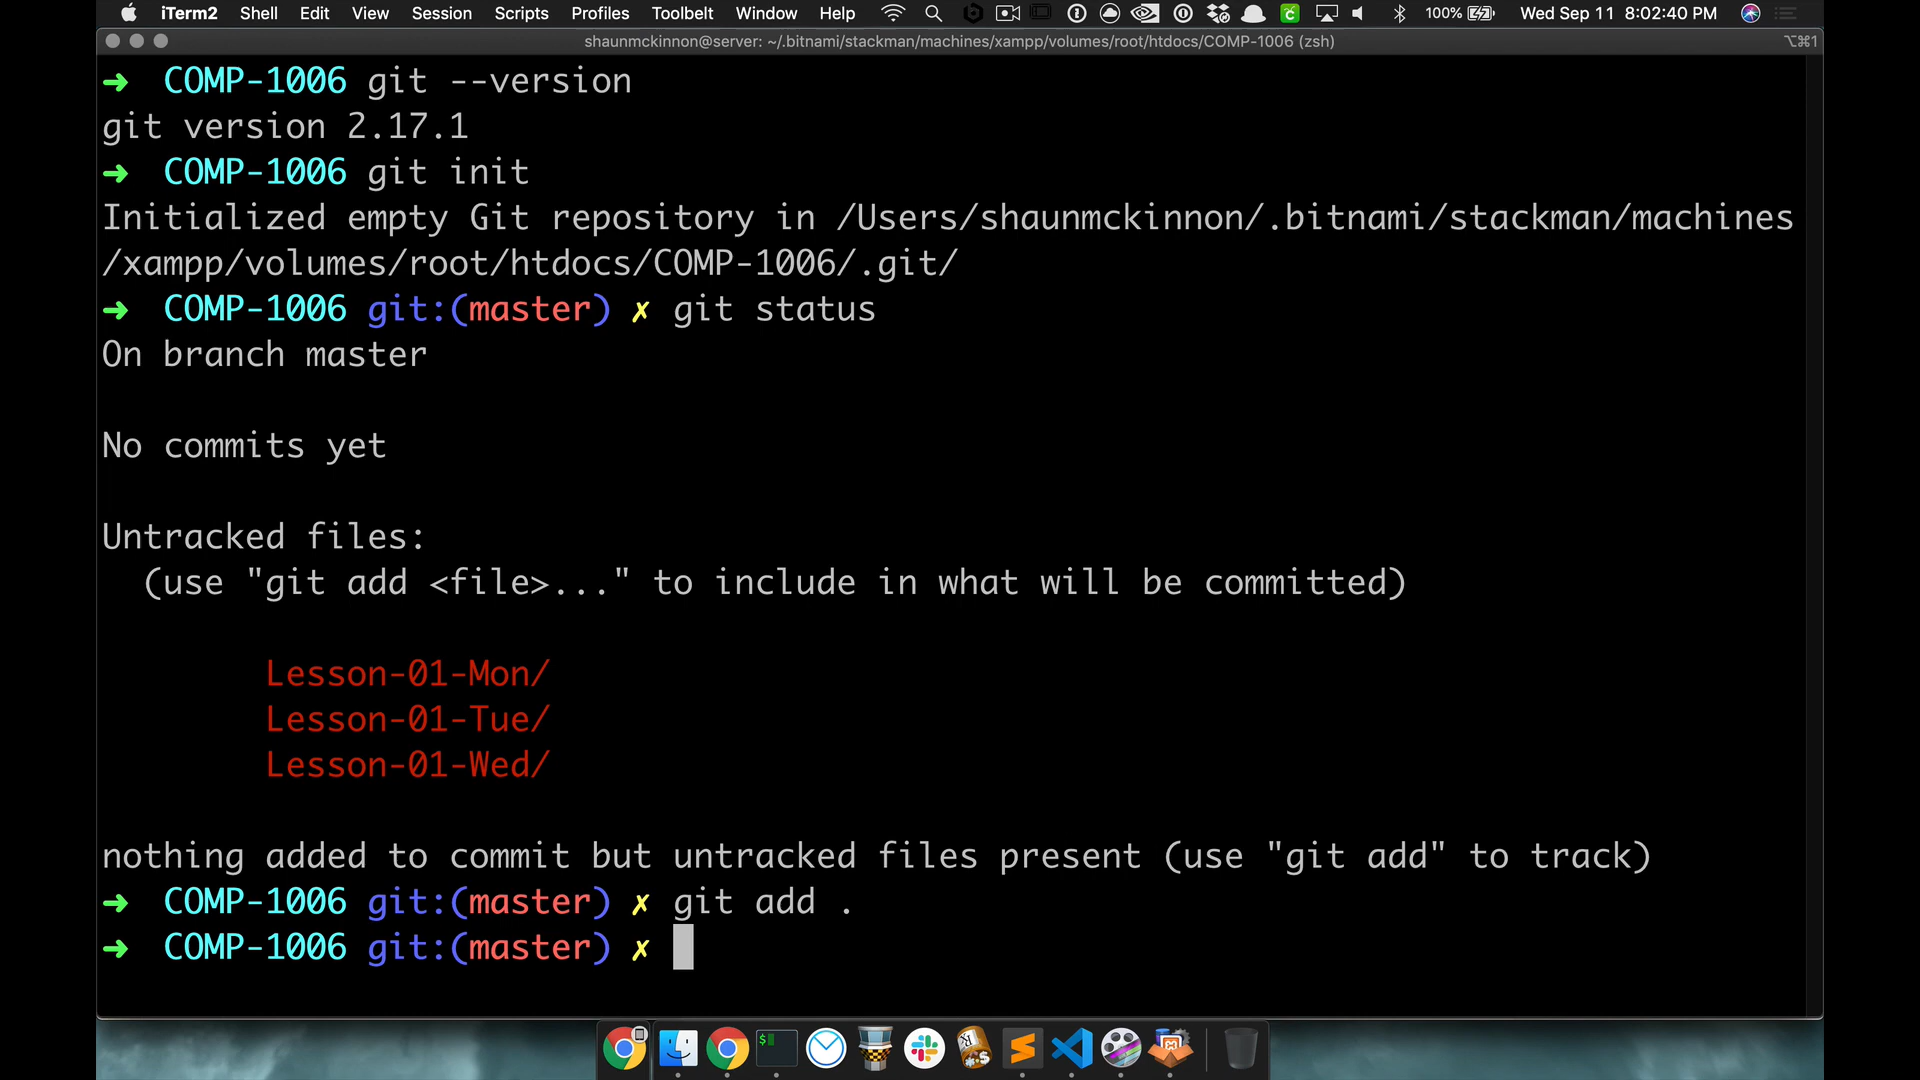 iTerm2 Shell Edit View Session Scripts Profiles Toolbelt Window Help 100% Wed Sep 11 8:02:40 PM
shaunmckinnon@server: ~/.bitnami/stackman/machines/xampp/volumes/root/htdocs/COMP-1006 (zsh) ⌥⌘1
➜ COMP-1006 git --version
git version 2.17.1
➜ COMP-1006 git init
Initialized empty Git repository in /Users/shaunmckinnon/.bitnami/stackman/machines
/xampp/volumes/root/htdocs/COMP-1006/.git/
➜ COMP-1006 git:(master) ✗ git status
On branch master
No commits yet
Untracked files:
(use "git add <file>..." to include in what will be committed)
Lesson-01-Mon/
Lesson-01-Tue/
Lesson-01-Wed/
nothing added to commit but untracked files present (use "git add" to track)
➜ COMP-1006 git:(master) ✗ git add .
➜ COMP-1006 git:(master) ✗